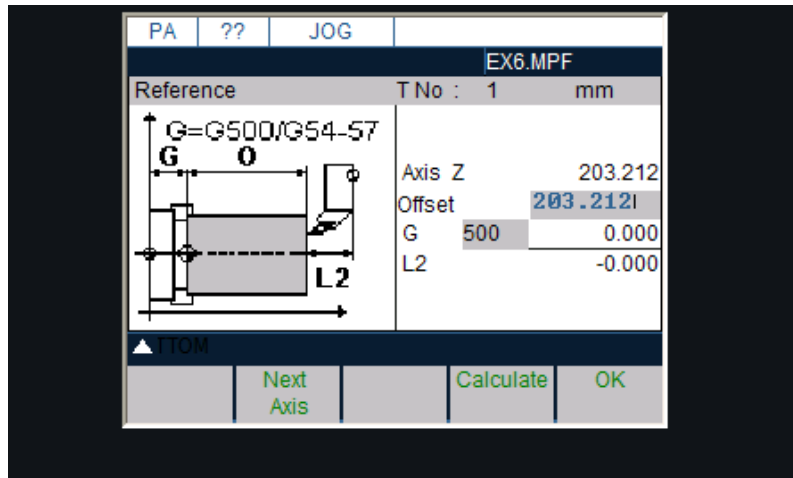 PA ?? JOG
EX6.MPF
Reference T No : 1 mm
G=G500/G54-57
G O
L2
Axis Z 203.212
Offset 203.212
G 500 0.000
L2 -0.000
TTOM
Next Axis Calculate OK